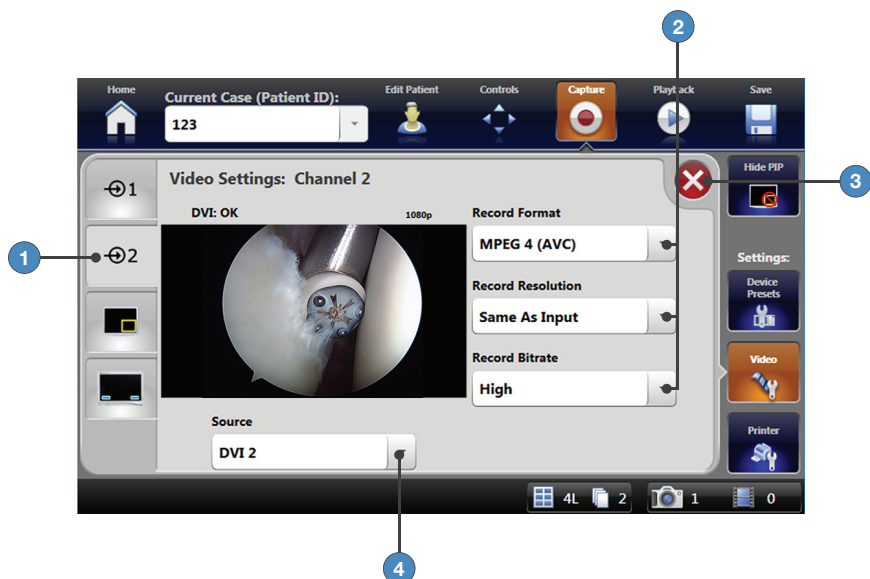 2
Home
Current Case (Patient ID):
Edit Patient
Controls
Capture
Playback
Save
123
Hide PIP
1
Video Settings: Channel 2
3
DVI: OK
1080p
Record Format
MPEG 4 (AVC)
1
2
Settings:
Record Resolution
Device
Presets
Same As Input
Record Bitrate
Video
High
Source
Printer
DVI 2
4L
2
1
0
4